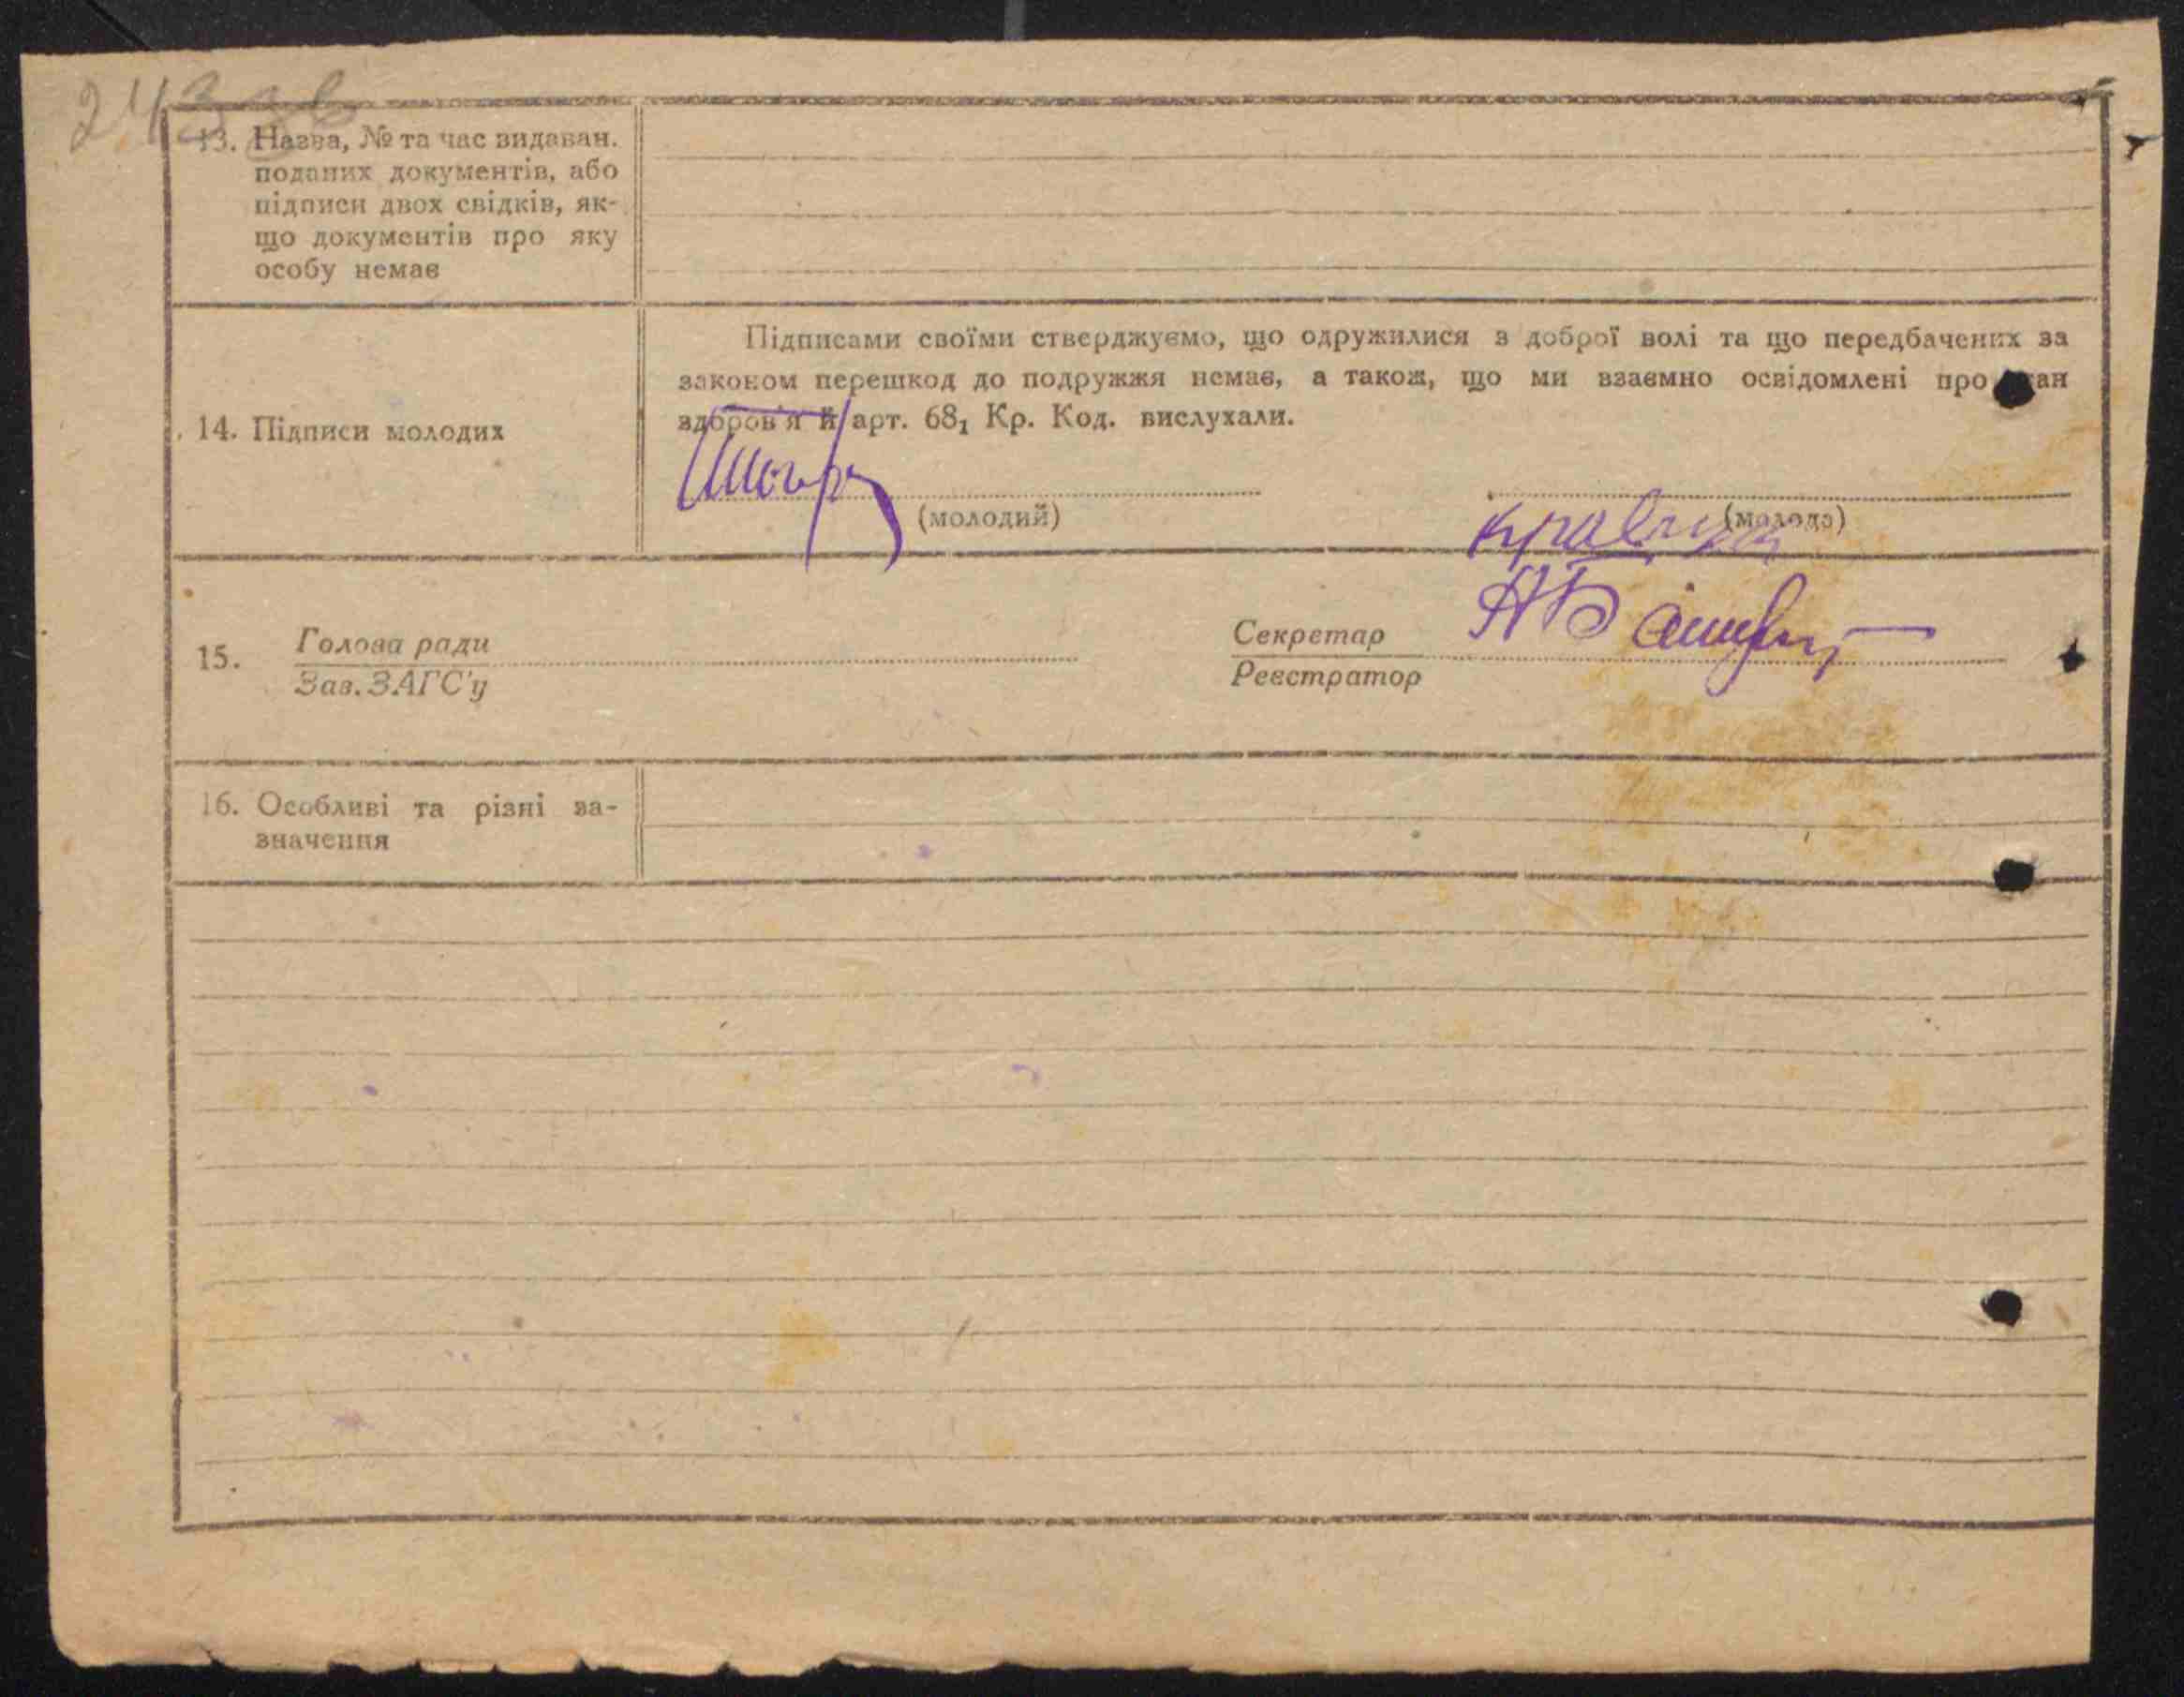 243зв
13. Назва, № та час видаван.
поданих документів, або
підписи двох свідків, як-
що документів про яку
особу немає
14. Підписи молодих
Підписами своїми стверджуємо, що одружилися з доброї волі та що передбачених за
законом перешкод до подружжя немає, а також, що ми взаємно освідомлені про ан
здоров'я й арт. 68₁ Кр. Код. вислухали.
(молодий)
(молода)
15. Голова ради
Зав. ЗАГС'у
Секретар
Реєстратор
16. Особливі та різні за-
значення